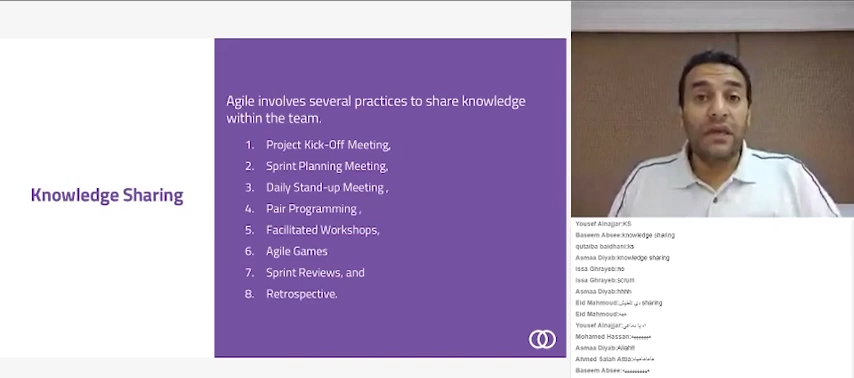 Knowledge Sharing
Agile involves several practices to share knowledge
within the team.
1. Project Kick-Off Meeting,
2. Sprint Planning Meeting,
3. Daily Stand-up Meeting ,
4. Pair Programming ,
5. Facilitated Workshops,
6. Agile Games
7. Sprint Reviews, and
8. Retrospective.
Yousef Alnajjar:KS
Baseem Absee:knowledge sharing
qutaiba baidhani:ks
Asmaa Diyab:knowledge sharing
Issa Ghrayeb:no
Issa Ghrayeb:scrum
Asmaa Diyab:hhhh
Eid Mahmoud: sharing
Eid Mahmoud:
Yousef Alnajjar:
Mohamed Hassan:
Asmaa Diyab:Allah!!
Ahmed Salah Attia:
Baseem Absee: